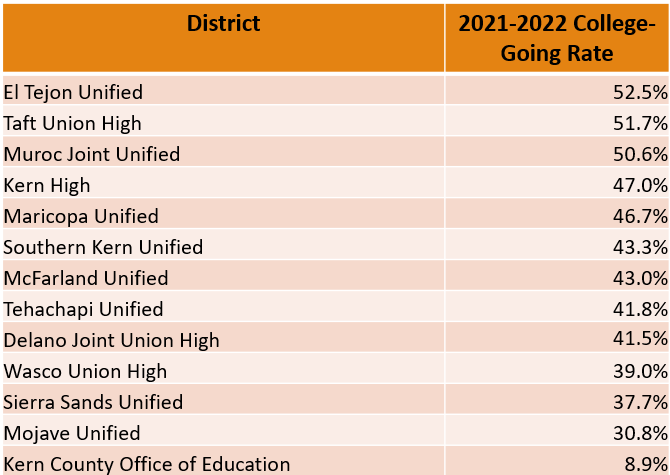 District 2021-2022 College-
Going Rate
El Tejon Unified 52.5%
Taft Union High 51.7%
Muroc Joint Unified 50.6%
Kern High 47.0%
Maricopa Unified 46.7%
Southern Kern Unified 43.3%
McFarland Unified 43.0%
Tehachapi Unified 41.8%
Delano Joint Union High 41.5%
Wasco Union High 39.0%
Sierra Sands Unified 37.7%
Mojave Unified 30.8%
Kern County Office of Education 8.9%